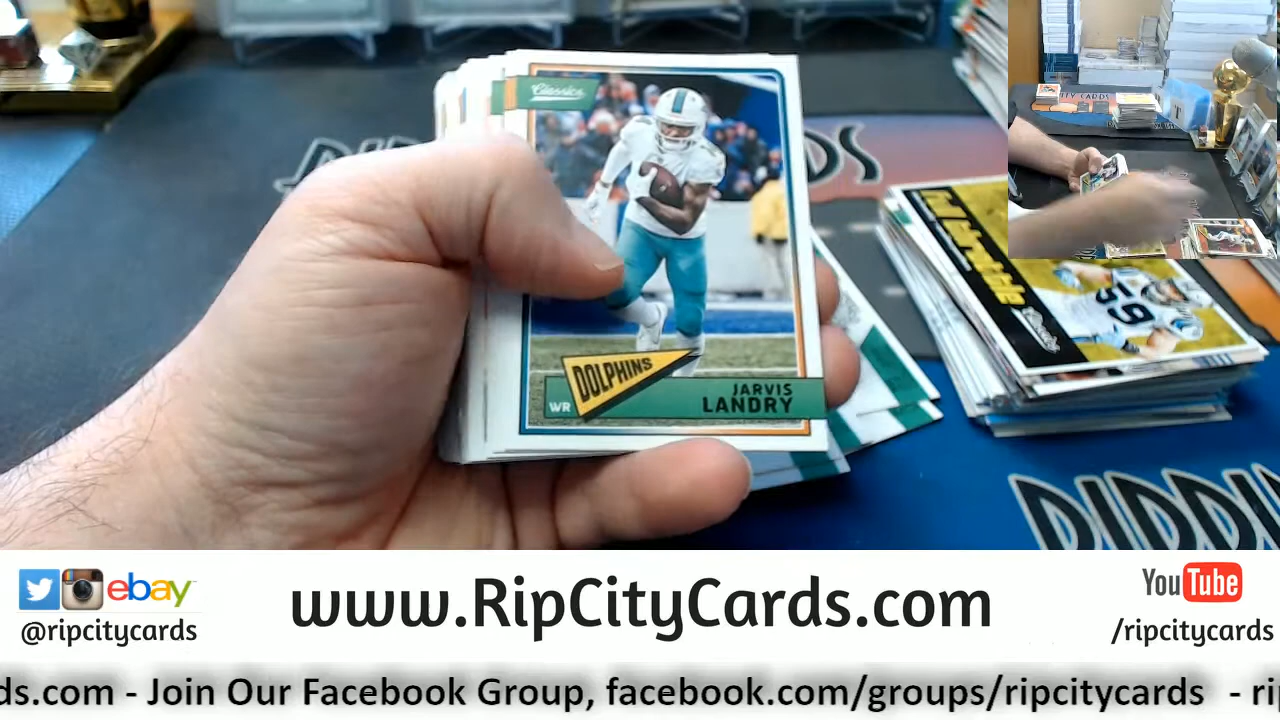 Classics
DOLPHINS
WR
JARVIS
LANDRY
59
ebay
@ripcitycards
www.RipCityCards.com
YouTube
/ripcitycards
ds.com - Join Our Facebook Group, facebook.com/groups/ripcitycards - ri